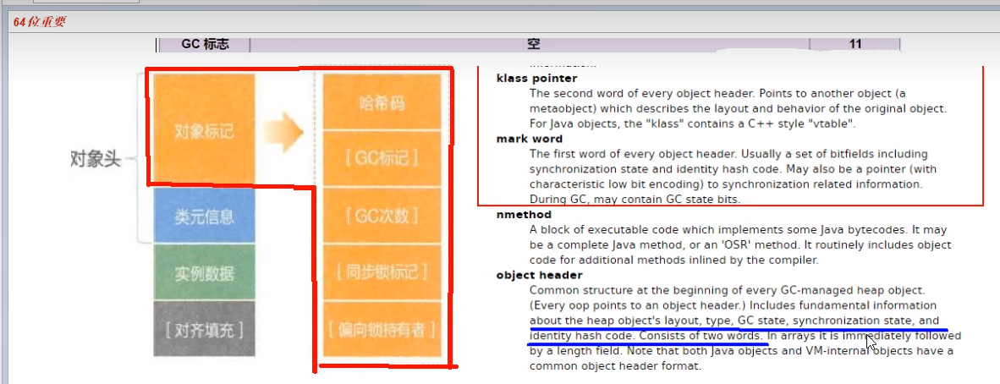 64位重要
GC 标志 空 11
对象头
对象标记
类元信息
实例数据
[ 对齐填充 ]
哈希码
[ GC标记 ]
[ GC次数 ]
[ 同步锁标记 ]
[ 偏向锁持有者 ]
klass pointer
The second word of every object header. Points to another object (a
metaobject) which describes the layout and behavior of the original object.
For Java objects, the "klass" contains a C++ style "vtable".
mark word
The first word of every object header. Usually a set of bitfields including
synchronization state and identity hash code. May also be a pointer (with
characteristic low bit encoding) to synchronization related information.
During GC, may contain GC state bits.
nmethod
A block of executable code which implements some Java bytecodes. It may
be a complete Java method, or an 'OSR' method. It routinely includes object
code for additional methods inlined by the compiler.
object header
Common structure at the beginning of every GC-managed heap object.
(Every oop points to an object header.) Includes fundamental information
about the heap object's layout, type, GC state, synchronization state, and
identity hash code. Consists of two words. In arrays it is immediately followed
by a length field. Note that both Java objects and VM-internal objects have a
common object header format.